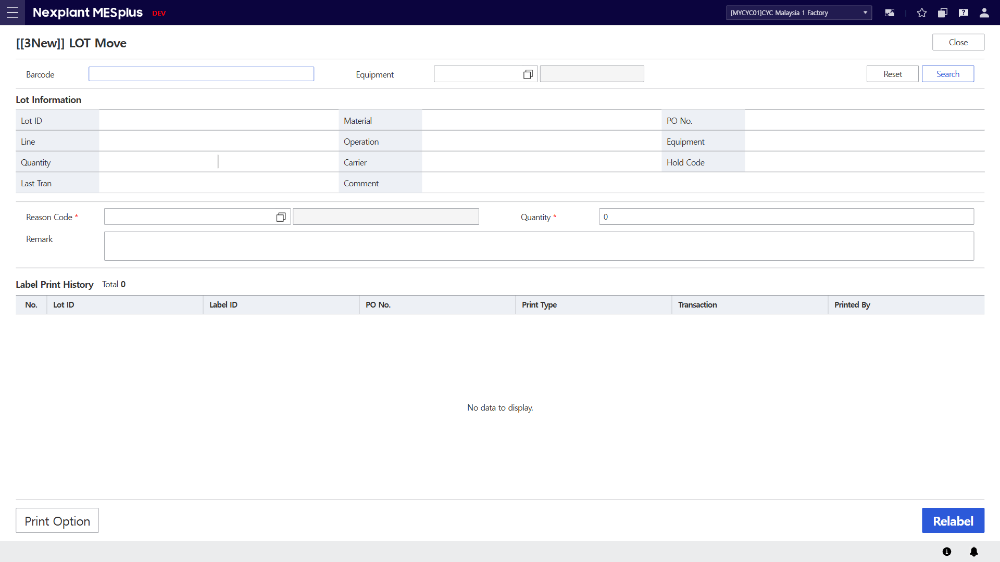 Nexplant MESplus DEV [MYCYC01]CYC Malaysia 1 Factory
[[3New]] LOT Move Close
Barcode Equipment Reset Search
Lot Information
Lot ID Material PO No.
Line Operation Equipment
Quantity Carrier Hold Code
Last Tran Comment
Reason Code * Quantity * 0
Remark
Label Print History Total 0
No. Lot ID Label ID PO No. Print Type Transaction Printed By
No data to display.
Print Option Relabel